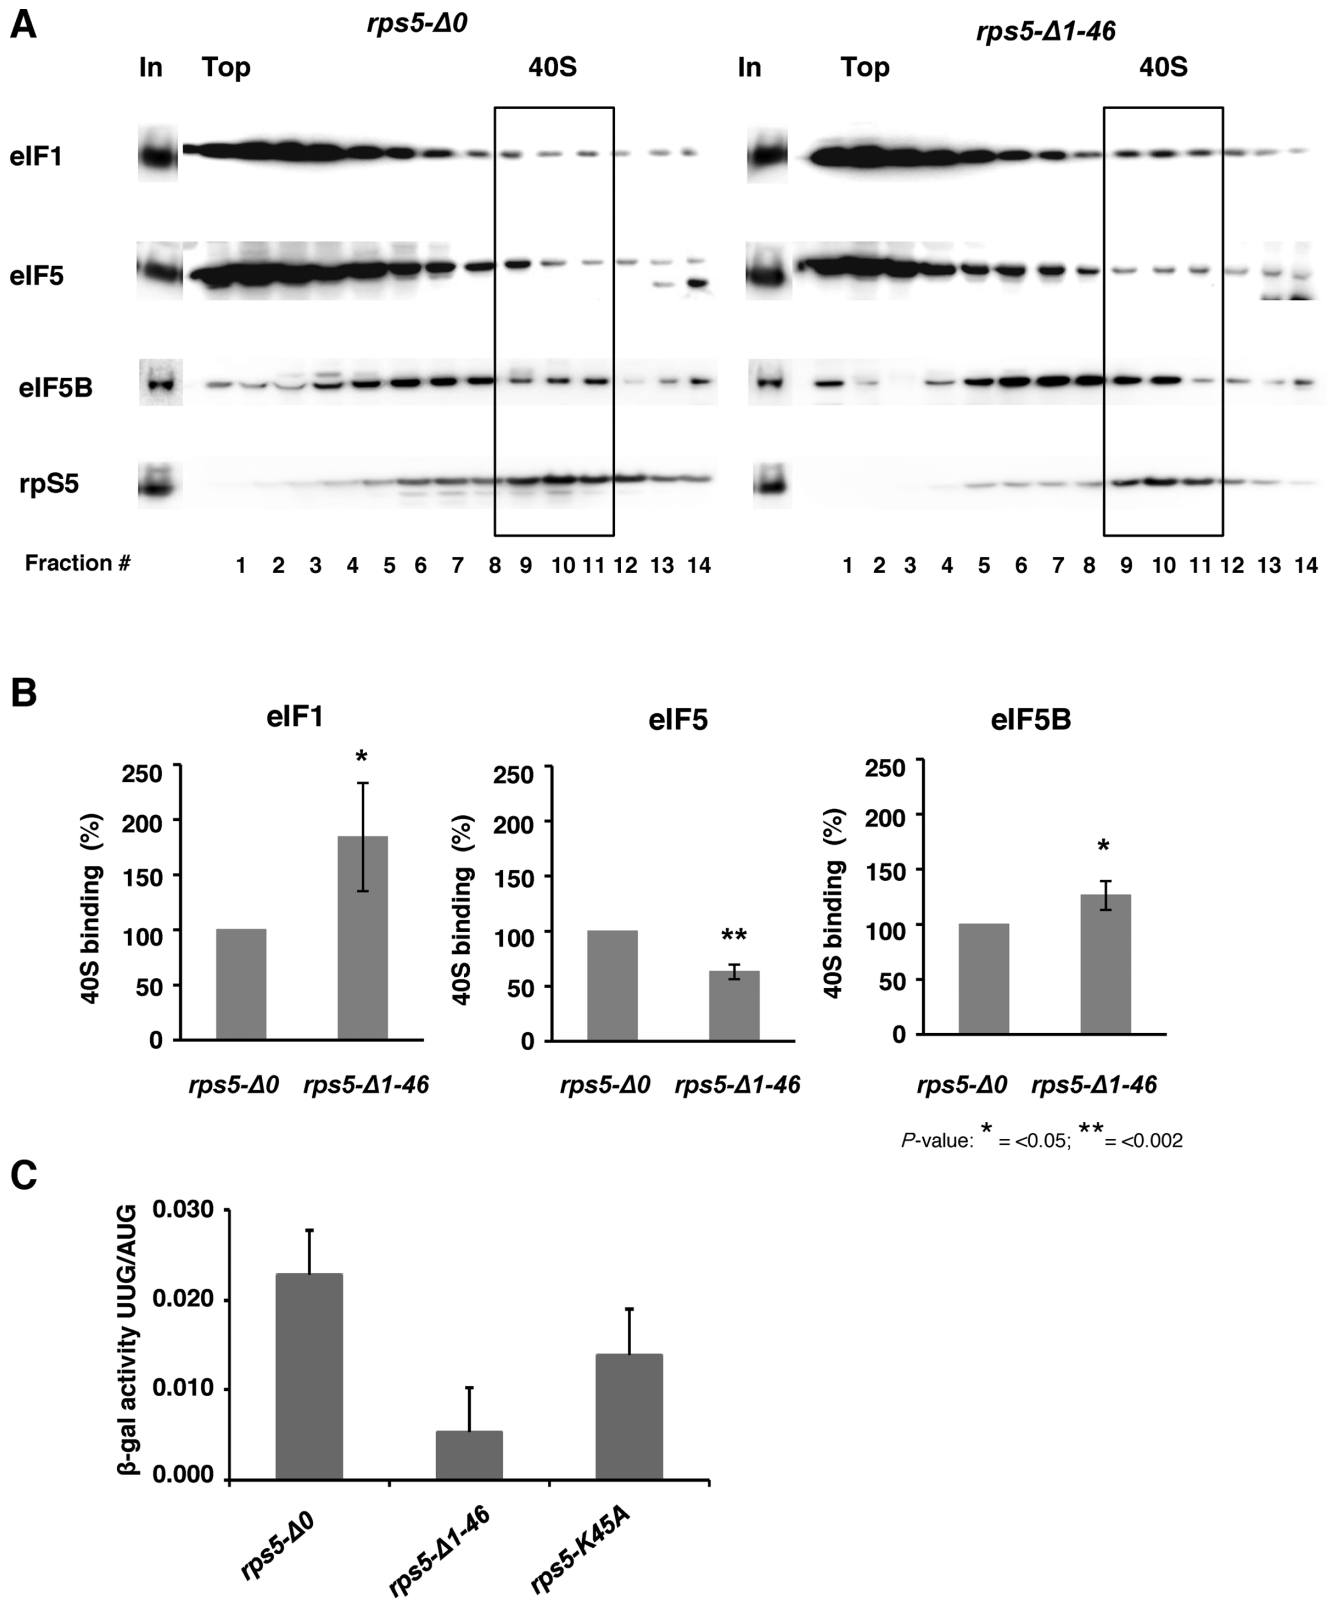 A
rps5-Δ0
rps5-Δ1-46
In Top 40S In Top 40S
eIF1
eIF5
eIF5B
rpS5
Fraction # 1 2 3 4 5 6 7 8 9 10 11 12 13 14 1 2 3 4 5 6 7 8 9 10 11 12 13 14
B
eIF1
40S binding (%)
250
200
150
100
50
0
*
rps5-Δ0 rps5-Δ1-46
eIF5
40S binding (%)
250
200
150
100
50
0
**
rps5-Δ0 rps5-Δ1-46
eIF5B
40S binding (%)
250
200
150
100
50
0
*
rps5-Δ0 rps5-Δ1-46
P-value: * = <0.05; **= <0.002
C
β-gal activity UUG/AUG
0.030
0.020
0.010
0.000
rps5-Δ0
rps5-Δ1-46
rps5-K45A